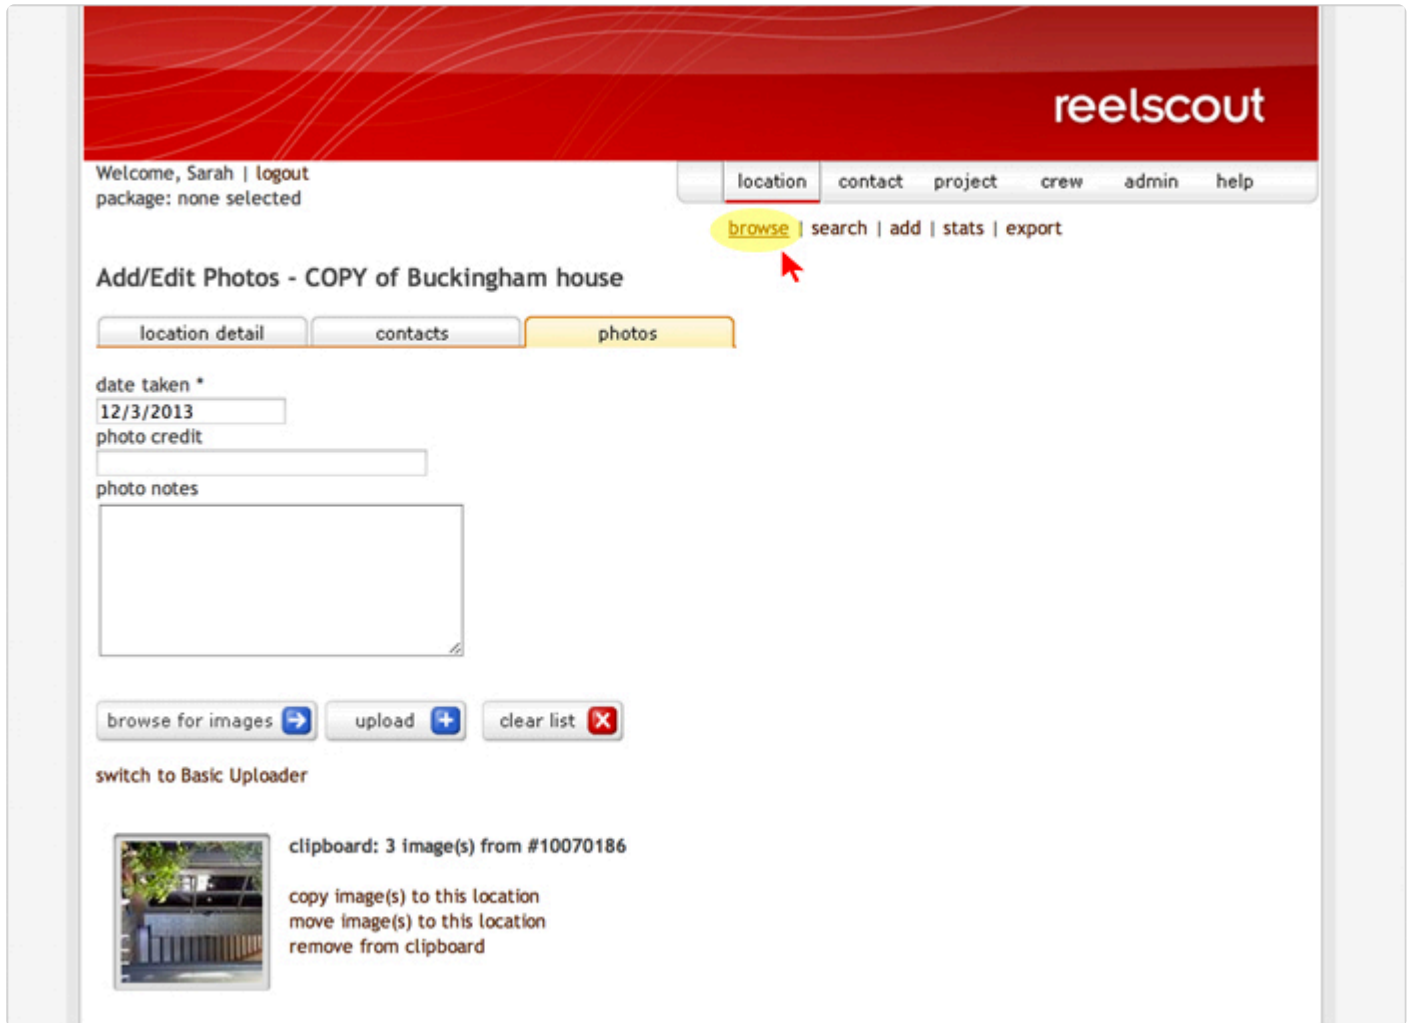 reelscout
Welcome, Sarah | logout
package: none selected
location contact project crew admin help
browse | search | add | stats | export
Add/Edit Photos - COPY of Buckingham house
location detail contacts photos
date taken *
12/3/2013
photo credit
photo notes
browse for images upload clear list
switch to Basic Uploader
clipboard: 3 image(s) from #10070186
copy image(s) to this location
move image(s) to this location
remove from clipboard